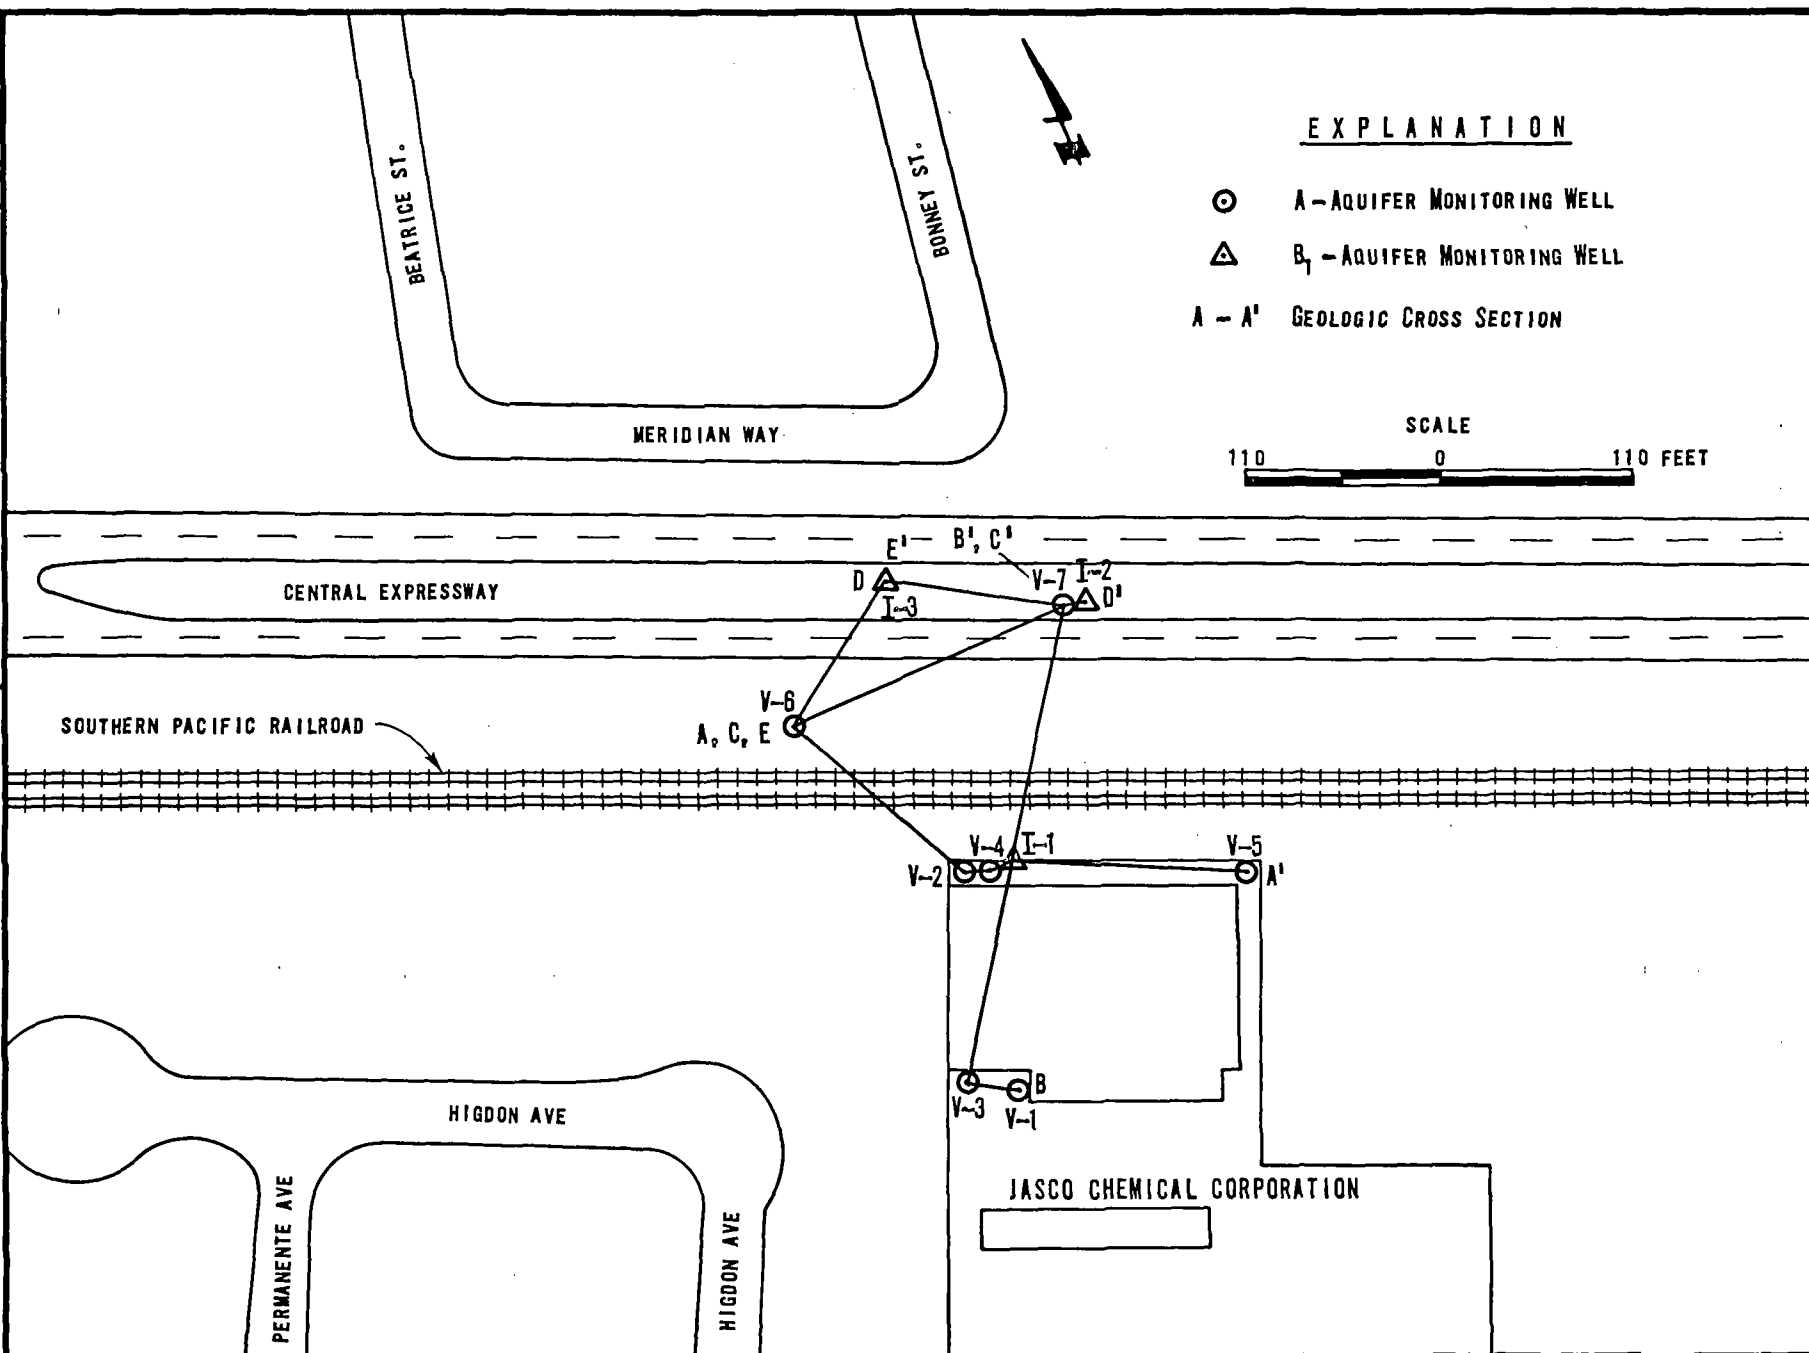 EXPLANATION
A-AQUIFER MONITORING WELL
B1-AQUIFER MONITORING WELL
A - A' GEOLOGIC CROSS SECTION
SCALE
110 0 110 FEET
BEATRICE ST.
BONNEY ST.
MERIDIAN WAY
CENTRAL EXPRESSWAY
E'
B', C'
D
I-3
V-7
I-2
D'
V-6
A, C, E
SOUTHERN PACIFIC RAILROAD
V-4
I-1
V-5
V-2
A'
B
V-3
V-1
HIGDON AVE
PERMANENTE AVE
HIGDON AVE
JASCO CHEMICAL CORPORATION